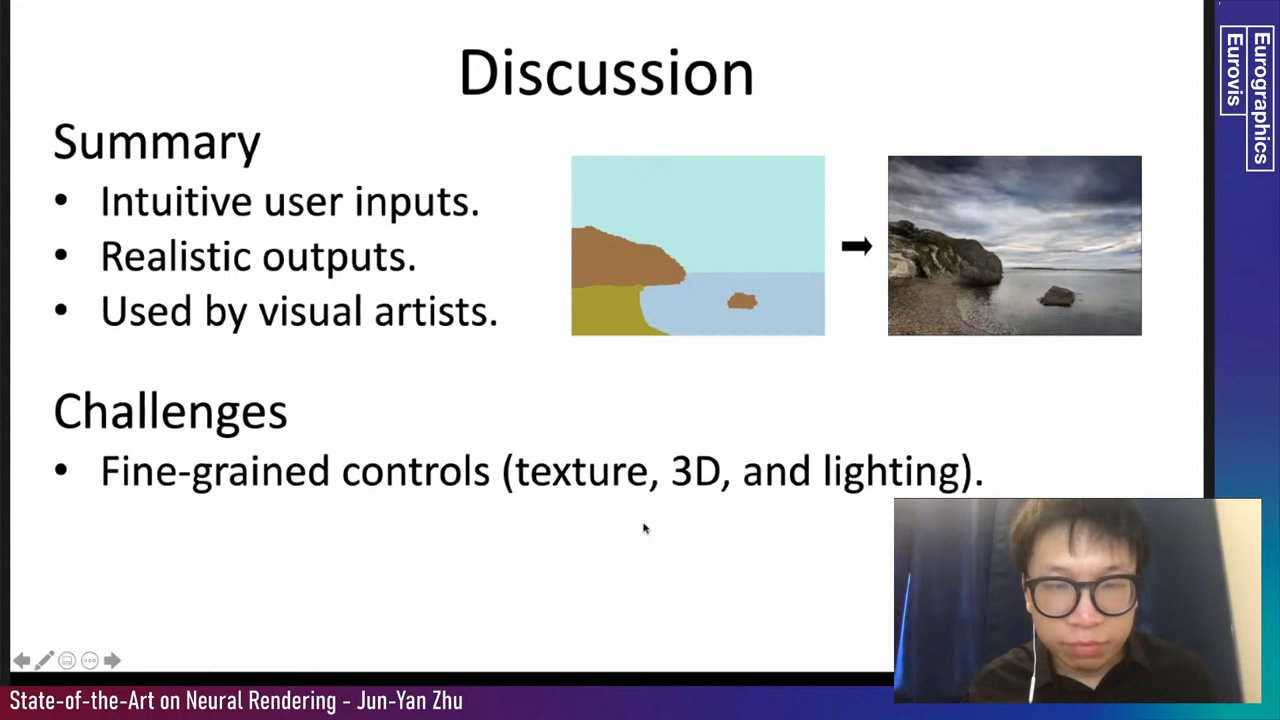 Discussion
Summary
• Intuitive user inputs.
• Realistic outputs.
• Used by visual artists.
Challenges
• Fine-grained controls (texture, 3D, and lighting).
Eurographics
Eurovis
State-of-the-Art on Neural Rendering - Jun-Yan Zhu